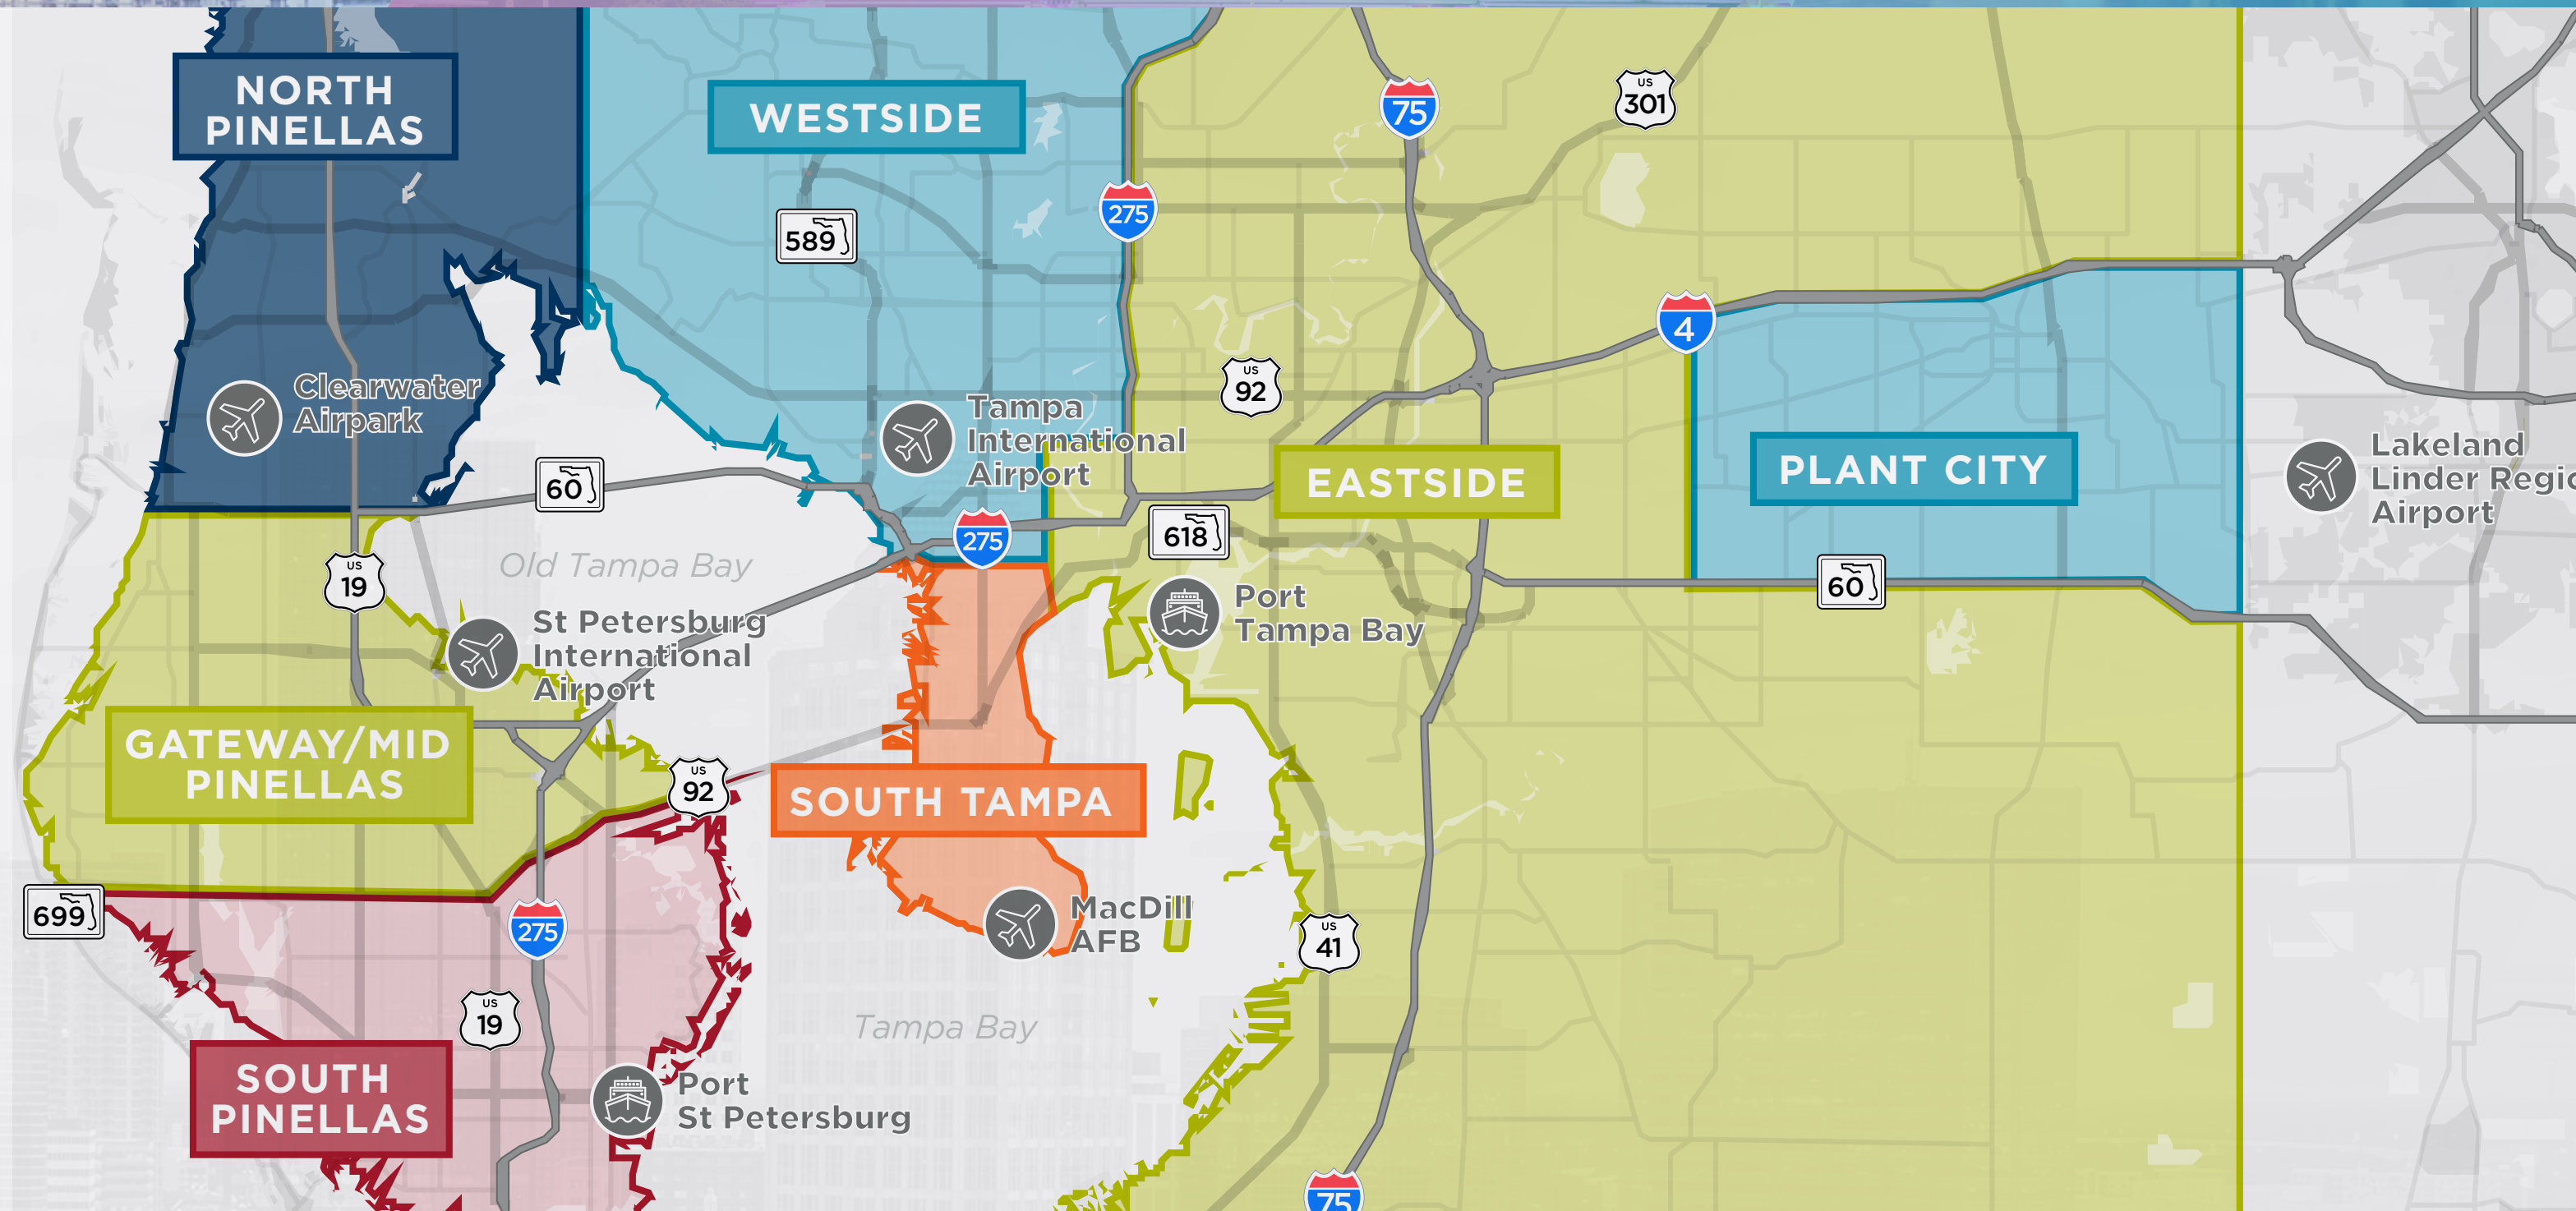 NORTH
PINELLAS
WESTSIDE
75
US
301
275
589
4
US
92
Clearwater
Airpark
Tampa
International
Airport
EASTSIDE
PLANT CITY
Lakeland
Linder Regio
Airport
60
275
618
Old Tampa Bay
US
19
60
Port
Tampa Bay
St Petersburg
International
Airport
GATEWAY/MID
PINELLAS
US
92
SOUTH TAMPA
699
275
MacDill
AFB
US
41
US
19
Tampa Bay
SOUTH
PINELLAS
Port
St Petersburg
75